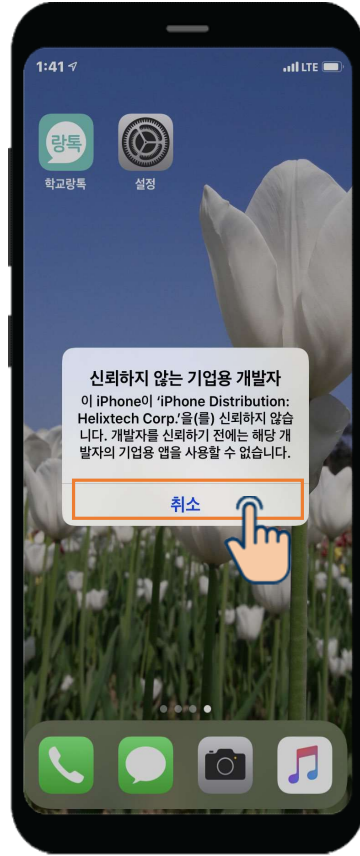 1:41
LTE
랑톡
학교랑톡
설정
신뢰하지 않는 기업용 개발자
이 iPhone이 ‘iPhone Distribution:
Helixtech Corp.’을(를) 신뢰하지 않습
니다. 개발자를 신뢰하기 전에는 해당 개
발자의 기업용 앱을 사용할 수 없습니다.
취소